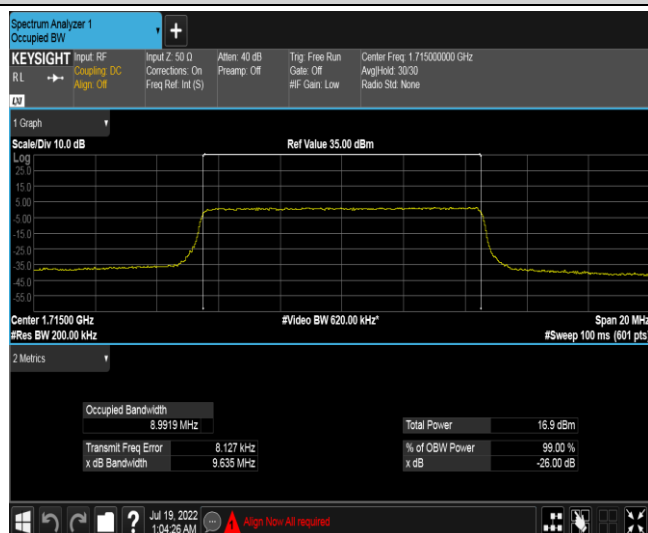 Spectrum Analyzer 1
Occupied BW
+
KEYSIGHT Input: RF Input Z: 50 Ω Atten: 40 dB Trig: Free Run Center Freq: 1.715000000 GHz
RL Coupling: DC Corrections: On Preamp: Off Gate: Off Avg|Hold: 30/30
Align: Off Freq Ref: Int (S) #IF Gain: Low Radio Std: None
LXI
1 Graph
Scale/Div 10.0 dB Ref Value 35.00 dBm
Log
25.0
15.0
5.00
-5.00
-15.0
-25.0
-35.0
-45.0
-55.0
Center 1.71500 GHz #Video BW 620.00 kHz* Span 20 MHz
#Res BW 200.00 kHz #Sweep 100 ms (601 pts)
2 Metrics
Occupied Bandwidth
8.9919 MHz Total Power 16.9 dBm
Transmit Freq Error 8.127 kHz % of OBW Power 99.00 %
x dB Bandwidth 9.635 MHz x dB -26.00 dB
? Jul 19, 2022
1:04:26 AM
Align Now All required